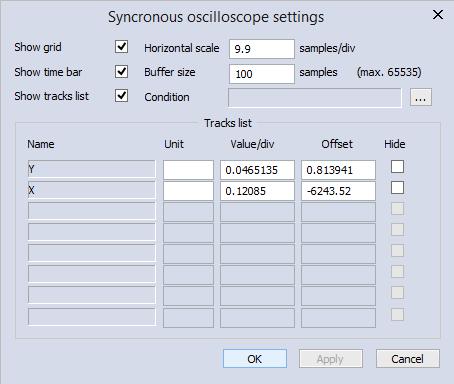 Syncronous oscilloscope settings
Show grid Horizontal scale 9.9 samples/div
Show time bar Buffer size 100 samples (max. 65535)
Show tracks list Condition ...
Tracks list
Name Unit Value/div Offset Hide
Y 0.0465135 0.813941
X 0.12085 -6243.52
OK Apply Cancel